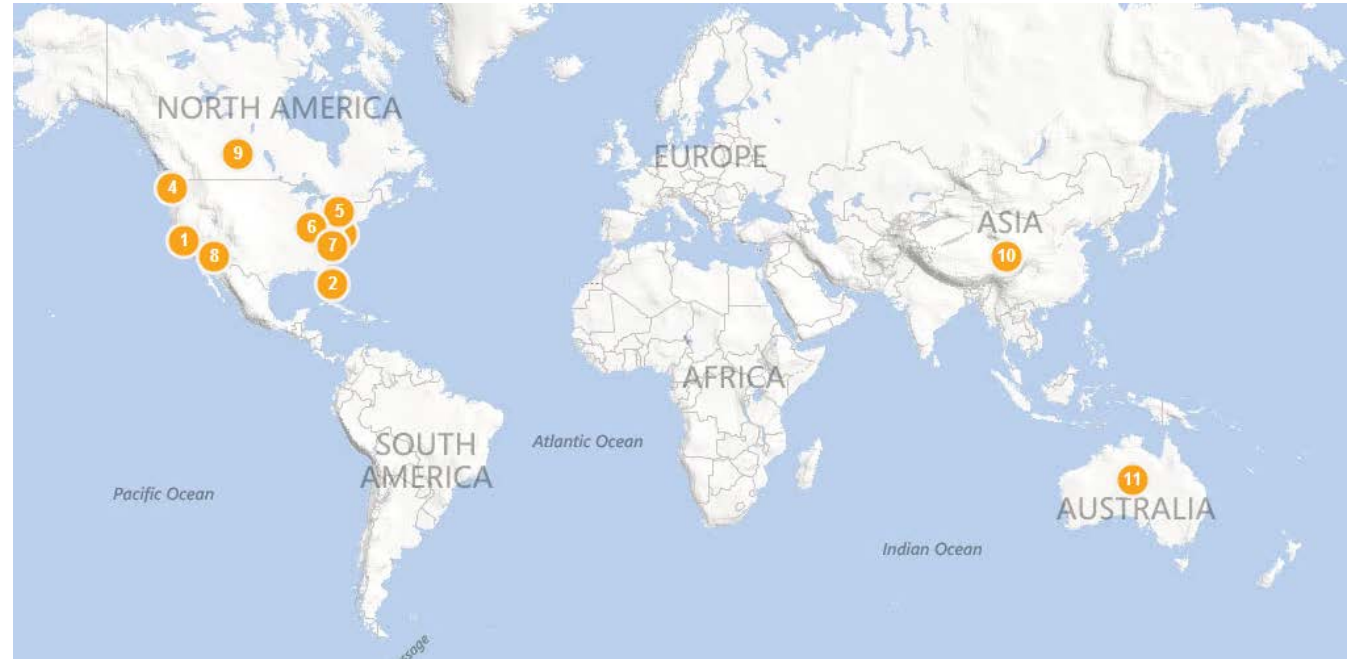 NORTH AMERICA
9
EUROPE
4
5
ASIA
6
1
7
8
10
2
AFRICA
SOUTH
AMERICA
Atlantic Ocean
11
Pacific Ocean
AUSTRALIA
Indian Ocean